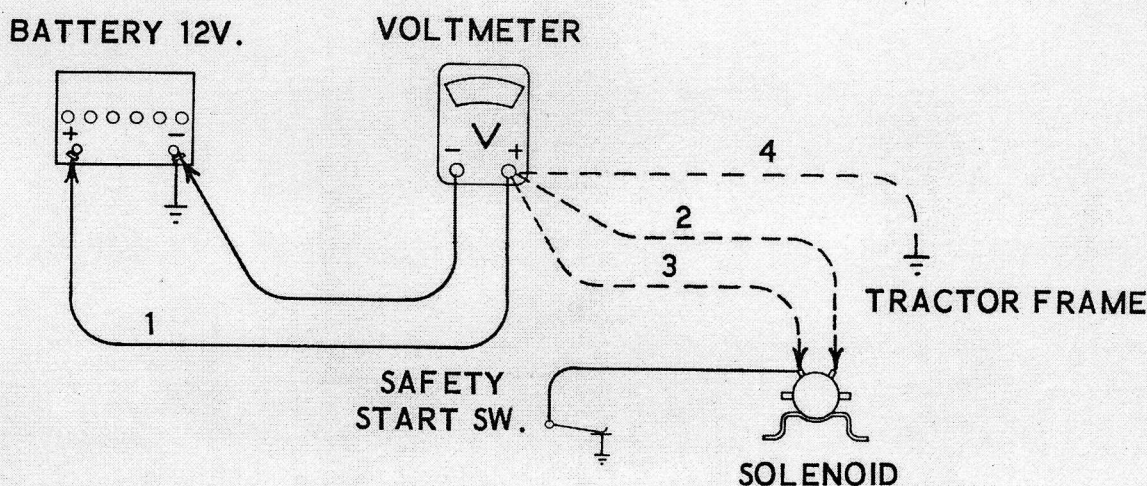 BATTERY 12V.
VOLTMETER
+ −
V
− +
4
2
3
1
TRACTOR FRAME
SAFETY
START SW.
SOLENOID